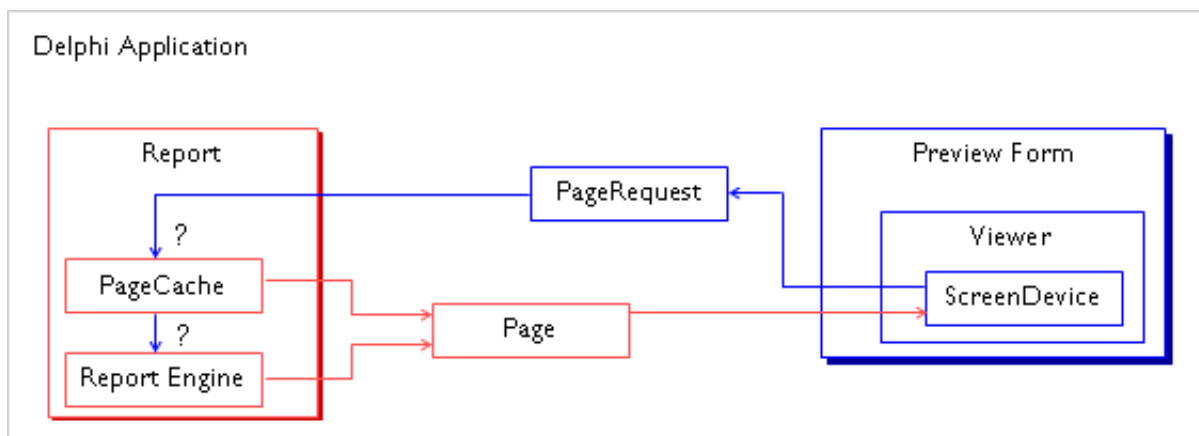 Delphi Application
Report
PageRequest
Preview Form
Viewer
?
PageCache
ScreenDevice
Page
?
Report Engine